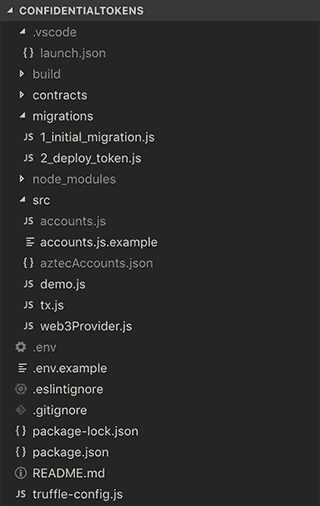 CONFIDENTIALTOKENS
.vscode
{} launch.json
build
contracts
migrations
JS 1_initial_migration.js
JS 2_deploy_token.js
node_modules
src
JS accounts.js
accounts.js.example
{} aztecAccounts.json
JS demo.js
JS tx.js
JS web3Provider.js
.env
.env.example
.eslintignore
.gitignore
{} package-lock.json
{} package.json
README.md
JS truffle-config.js